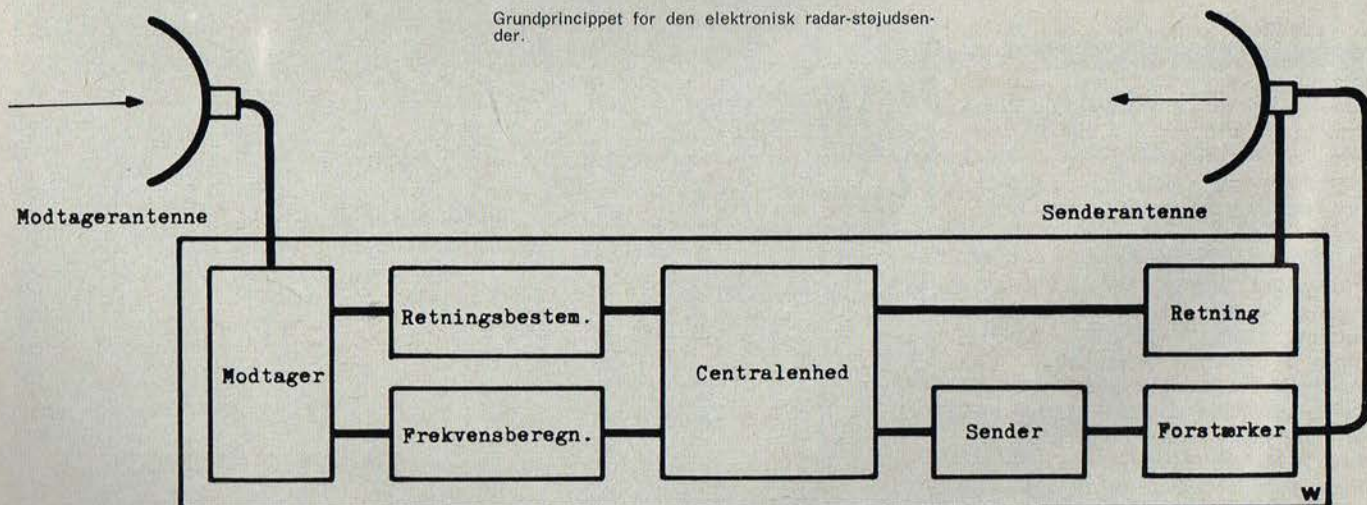 Grundprincippet for den elektronisk radar-støjudsen-
der.
Modtagerantenne
Senderantenne
Retningsbestem.
Retning
Modtager
Centralenhed
Frekvensberegn.
Sender
Forstærker
W